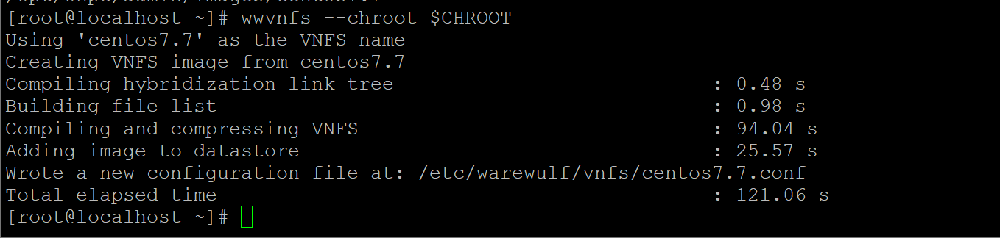 [root@localhost ~]# wwvnfs --chroot $CHROOT
Using 'centos7.7' as the VNFS name
Creating VNFS image from centos7.7
Compiling hybridization link tree : 0.48 s
Building file list : 0.98 s
Compiling and compressing VNFS : 94.04 s
Adding image to datastore : 25.57 s
Wrote a new configuration file at: /etc/warewulf/vnfs/centos7.7.conf
Total elapsed time : 121.06 s
[root@localhost ~]#